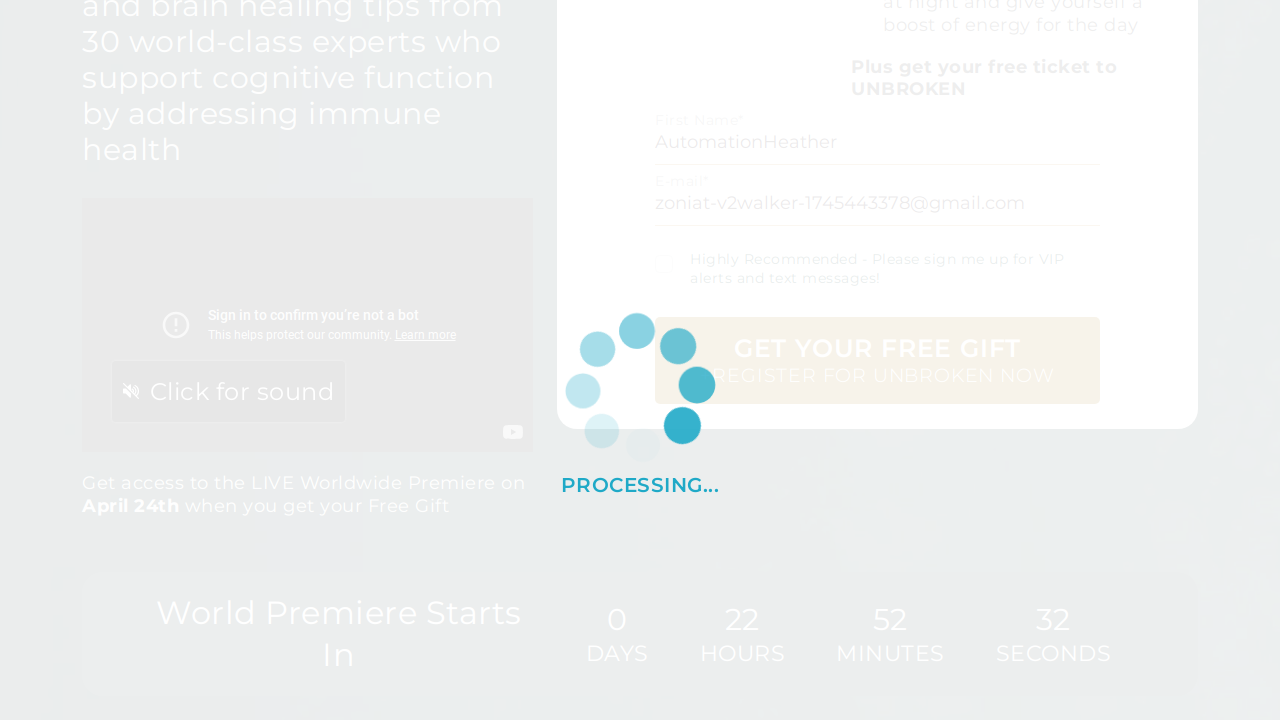 and brain healing tips from
30 world-class experts who
support cognitive function
by addressing immune
health
Sign in to confirm you're not a bot
This helps protect our community. Learn more
Click for sound
Get access to the LIVE Worldwide Premiere on
April 24th when you get your Free Gift
at night and give yourself a
boost of energy for the day
Plus get your free ticket to
UNBROKEN
First Name*
AutomationHeather
E-mail*
zoniat-v2walker-1745443378@gmail.com
Highly Recommended - Please sign me up for VIP
alerts and text messages!
GET YOUR FREE GIFT
REGISTER FOR UNBROKEN NOW
PROCESSING...
World Premiere Starts
In
0 22 52 32
DAYS HOURS MINUTES SECONDS